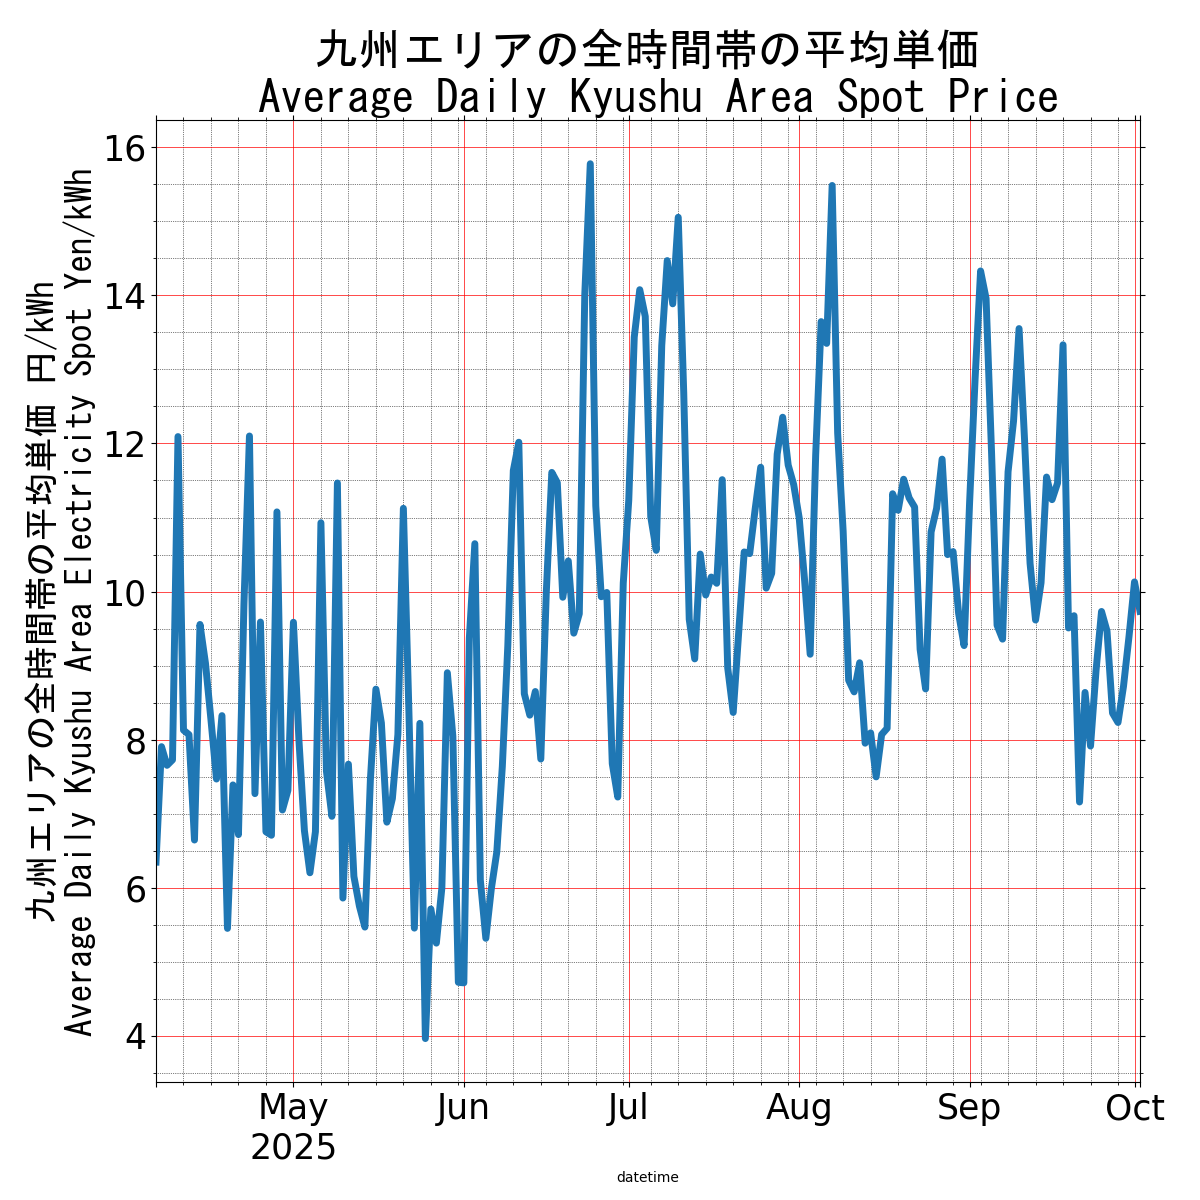 九州エリアの全時間帯の平均単価
Average Daily Kyushu Area Spot Price
九州エリアの全時間帯の平均単価 円/kWh
Average Daily Kyushu Area Electricity Spot Yen/kWh
16
14
12
10
8
6
4
May
2025
Jun
Jul
Aug
Sep
Oct
datetime